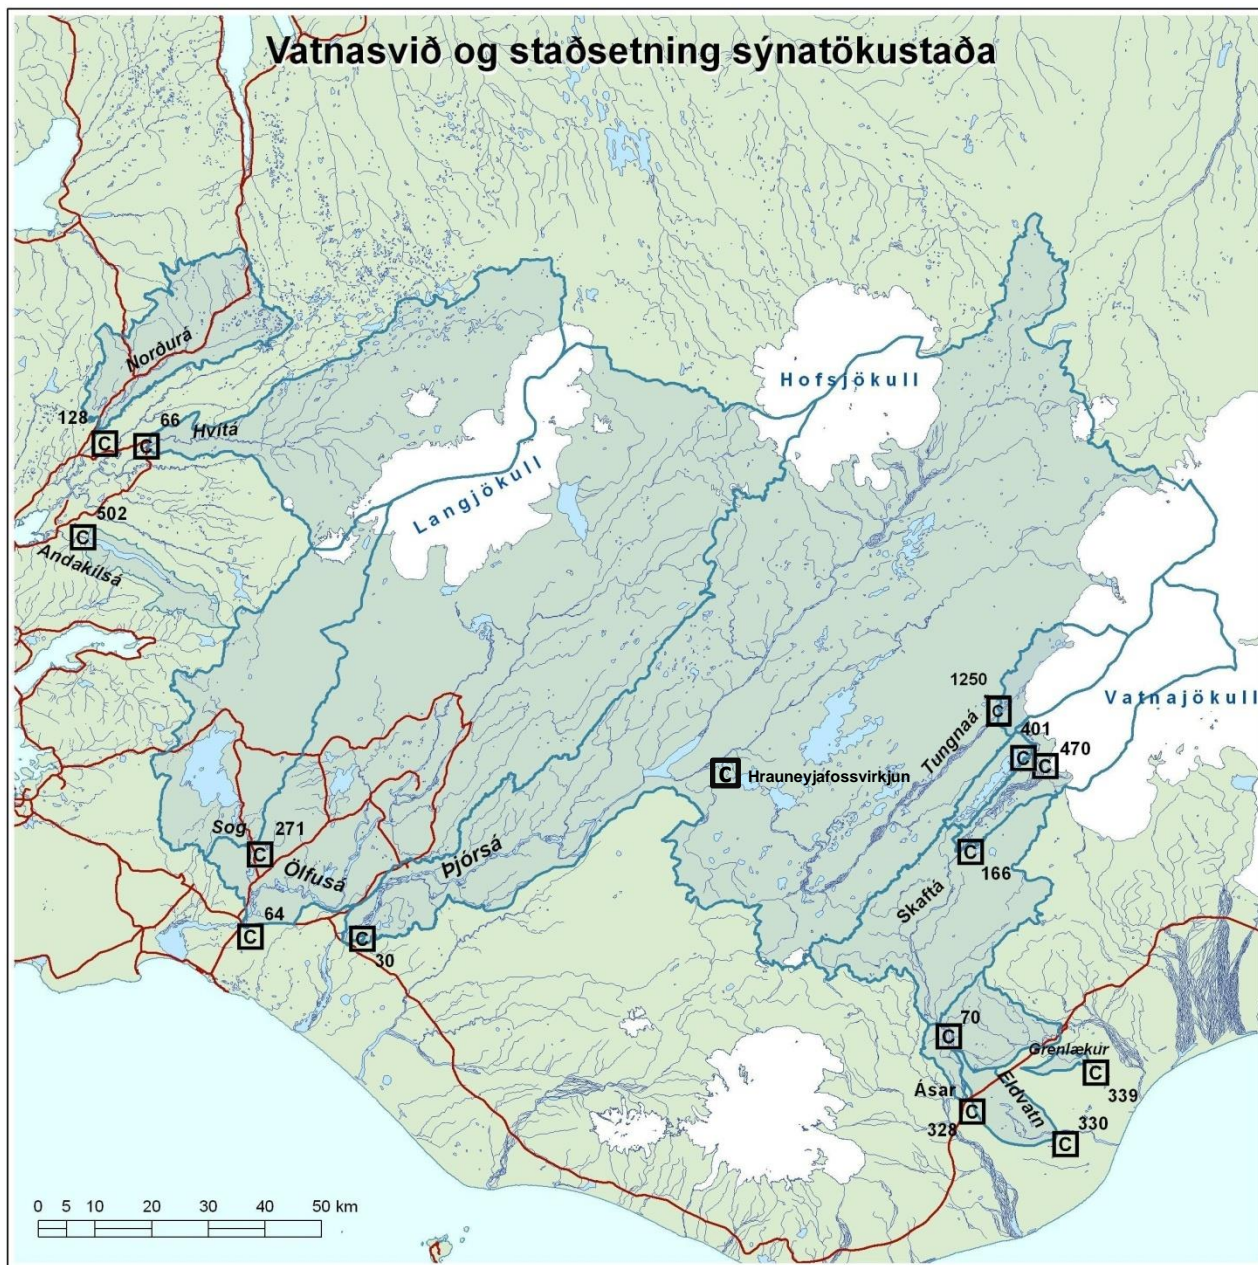 Vatnasvið og staðsetning sýnatökustaða
Norðurá
Hofsjökull
128
66
C
C
Hvítá
Langjökull
502
C
Andakílsá
1250
C
Vatnajökull
401
C
470
C
Tungnaá
C
Hrauneyjafossvirkjun
Sog
271
C
Ölfusá
Þjórsá
C
166
Skaftá
64
C
C
30
70
C
Grenlækur
C
339
Eldvatn
Ásar
C
328
330
C
0 5 10 20 30 40 50 km